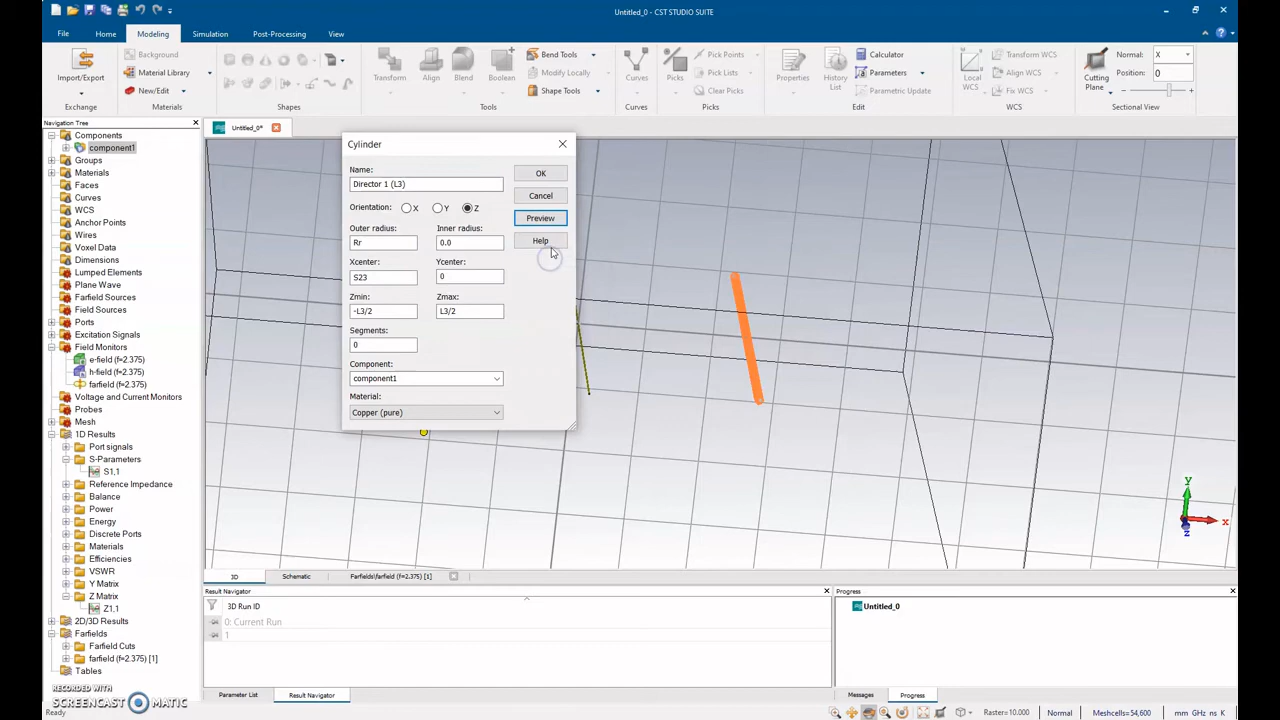 Untitled_0 - CST STUDIO SUITE
File
Home
Modeling
Simulation
Post-Processing
View
Import/Export
Exchange
Background
Material Library
New/Edit
Materials
Shapes
Transform
Align
Blend
Boolean
Bend Tools
Modify Locally
Shape Tools
Tools
Curves
Curves
Picks
Pick Points
Pick Lists
Clear Picks
Picks
Properties
History List
Calculator
Parameters
Parametric Update
Edit
Local WCS
Transform WCS
Align WCS
Fix WCS
WCS
Cutting Plane
Normal: X
Position: 0
Sectional View
Navigation Tree
Components
component1
Groups
Materials
Faces
Curves
WCS
Anchor Points
Wires
Voxel Data
Dimensions
Lumped Elements
Plane Wave
Farfield Sources
Field Sources
Ports
Excitation Signals
Field Monitors
e-field (f=2.375)
h-field (f=2.375)
farfield (f=2.375)
Voltage and Current Monitors
Probes
Mesh
1D Results
Port signals
S-Parameters
S1,1
Reference Impedance
Balance
Power
Energy
Discrete Ports
Materials
Efficiencies
VSWR
Y Matrix
Z Matrix
Z1,1
2D/3D Results
Farfields
Farfield Cuts
farfield (f=2.375) [1]
Tables
Untitled_0*
Cylinder
Name:
Director 1 (L3)
OK
Cancel
Preview
Help
Orientation: X Y Z
Outer radius: Inner radius:
Rr 0.0
Xcenter: Ycenter:
S23 0
Zmin: Zmax:
-L3/2 L3/2
Segments:
0
Component:
component1
Material:
Copper (pure)
y
x
z
3D
Schematic
Farfields\farfield (f=2.375) [1]
Result Navigator
3D Run ID
0: Current Run
1
Parameter List
Result Navigator
Progress
Untitled_0
Messages
Progress
RECORDED WITH
SCREENCAST MATIC
Ready
Raster=10.000
Normal
Meshcells=54,600
mm GHz ns K